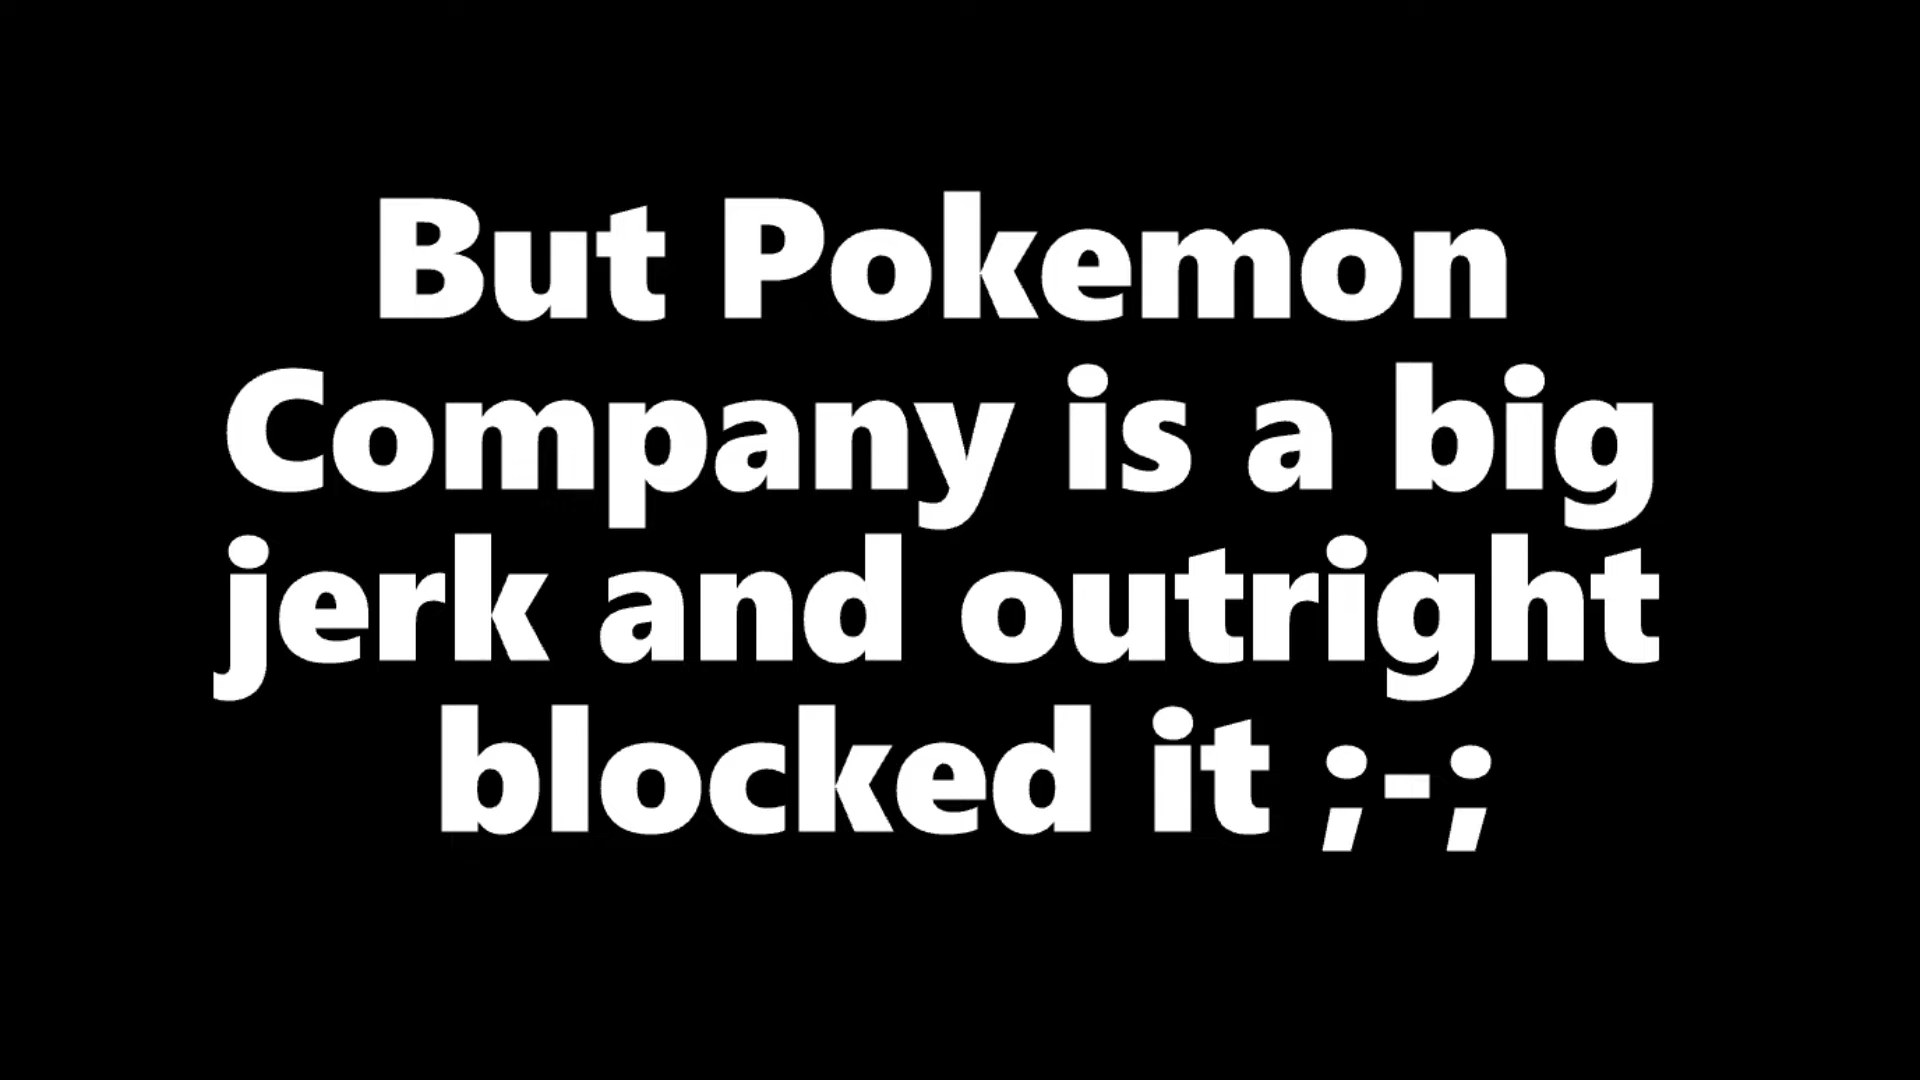 But Pokemon
Company is a big
jerk and outright
blocked it ;-;